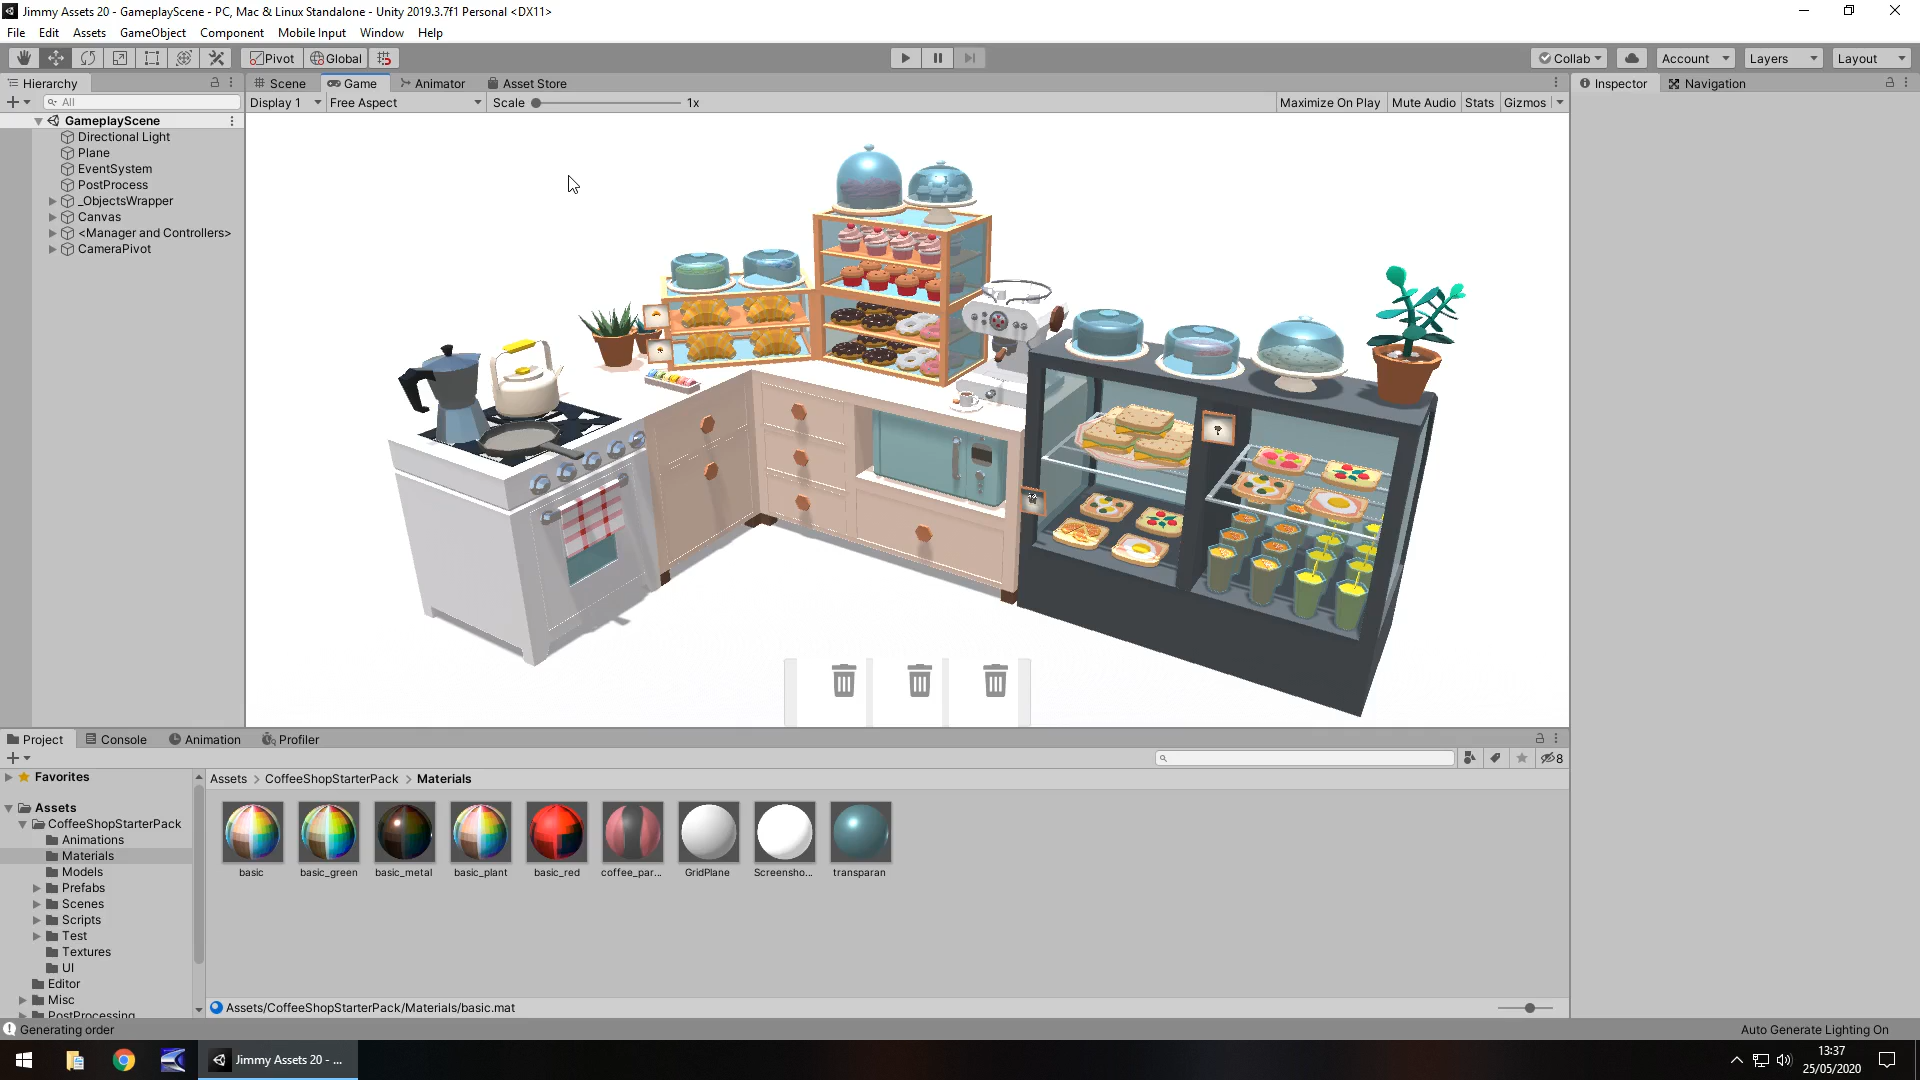 Jimmy Assets 20 - GameplayScene - PC, Mac & Linux Standalone - Unity 2019.3.7f1 Personal <DX11>
File Edit Assets GameObject Component Mobile Input Window Help
Pivot Global Collab Account Layers Layout
Hierarchy Scene Game Animator Asset Store Inspector Navigation
All Display 1 Free Aspect Scale 1x Maximize On Play Mute Audio Stats Gizmos
GameplayScene
Directional Light
Plane
EventSystem
PostProcess
_ObjectsWrapper
Canvas
<Manager and Controllers>
CameraPivot
Project Console Animation Profiler
8
Favorites
Assets > CoffeeShopStarterPack > Materials
Assets
CoffeeShopStarterPack
Animations
Materials
Models
Prefabs
Scenes
Scripts
Test
Textures
UI
Editor
Misc
PostProcessing
basic basic_green basic_metal basic_plant basic_red coffee_par... GridPlane Screensho... transparan
Assets/CoffeeShopStarterPack/Materials/basic.mat
Generating order Auto Generate Lighting On
Jimmy Assets 20 - ...
13:37
25/05/2020